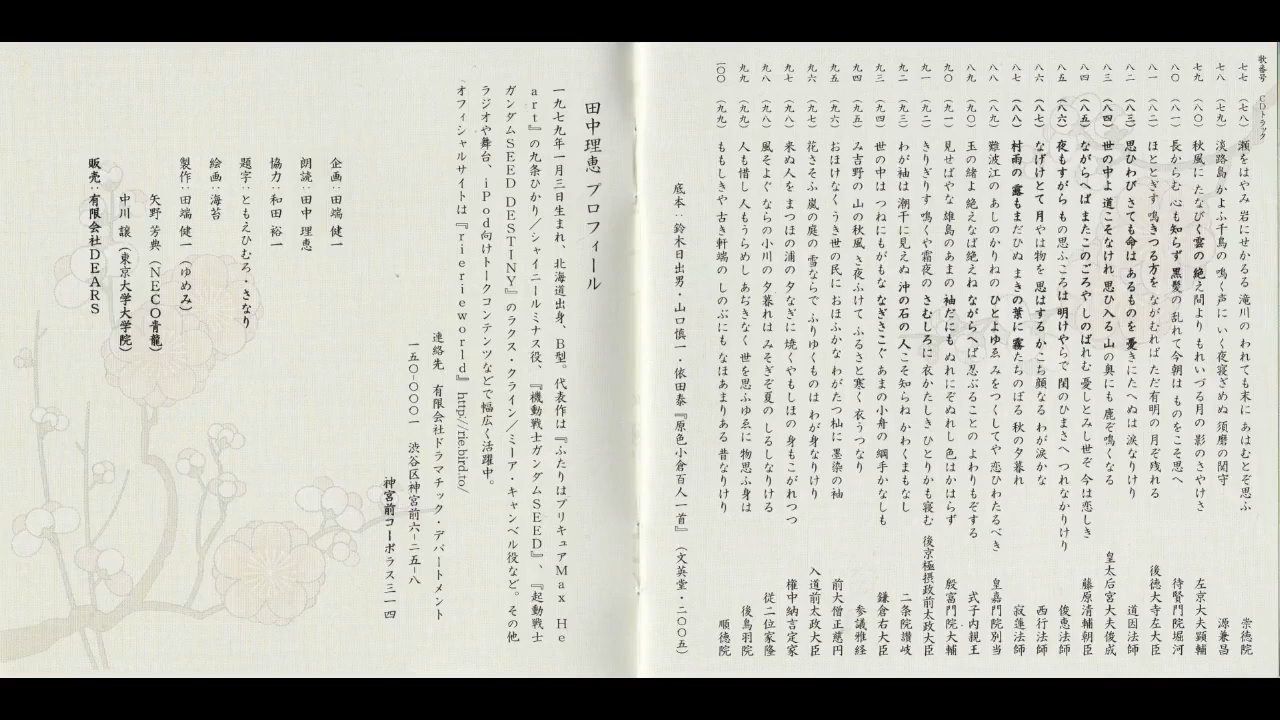 歌番号 CDトラック
七七 (七八) 瀬をはやみ 岩にせかるる 滝川の われても末に あはむとぞ思ふ 崇徳院
七八 (七九) 淡路島 かよふ千鳥の 鳴く声に いく夜寝ざめぬ 須磨の関守 源兼昌
七九 (八〇) 秋風に たなびく雲の 絶え間より もれいづる月の 影のさやけさ 左京大夫顕輔
八〇 (八一) 長からむ 心も知らず 黒髪の 乱れて今朝は ものをこそ思へ 待賢門院堀河
八一 (八二) ほととぎす 鳴きつる方を ながむれば ただ有明の 月ぞ残れる 後徳大寺左大臣
八二 (八三) 思ひわび さても命は あるものを 憂きにたへぬは 涙なりけり 道因法師
八三 (八四) 世の中よ 道こそなけれ 思ひ入る 山の奥にも 鹿ぞ鳴くなる 皇太后宮大夫俊成
八四 (八五) ながらへば またこのごろや しのばれむ 憂しとみし世ぞ 今は恋しき 藤原清輔朝臣
八五 (八六) 夜もすがら もの思ふころは 明けやらで 閨のひまさへ つれなかりけり 俊恵法師
八六 (八七) なげけとて 月やは物を 思はする かこち顔なる わが涙かな 西行法師
八七 (八八) 村雨の 露もまだひぬ まきの葉に 霧たちのぼる 秋の夕暮れ 寂蓮法師
八八 (八九) 難波江の あしのかりねの ひとよゆゑ みをつくしてや 恋ひわたるべき 皇嘉門院別当
八九 (九〇) 玉の緒よ 絶えなば絶えね ながらへば 忍ぶることの よわりもぞする 式子内親王
九〇 (九一) 見せばやな 雄島のあまの 袖だにも ぬれにぞぬれし 色はかはらず 殷富門院大輔
九一 (九二) きりぎりす 鳴くや霜夜の さむしろに 衣かたしき ひとりかも寝む 後京極摂政前太政大臣
九二 (九三) わが袖は 潮干に見えぬ 沖の石の 人こそ知らね かわくまもなし 二条院讃岐
九三 (九四) 世の中は つねにもがもな なぎさこぐ あまの小舟の 綱手かなしも 鎌倉右大臣
九四 (九五) み吉野の 山の秋風 さ夜ふけて ふるさと寒く 衣うつなり 参議雅経
九五 (九六) おほけなく うき世の民に おほふかな わがたつ杣に 墨染の袖 前大僧正慈円
九六 (九七) 花さそふ 嵐の庭の 雪ならで ふりゆくものは わが身なりけり 入道前太政大臣
九七 (九八) 来ぬ人を まつほの浦の 夕なぎに 焼くやもしほの 身もこがれつつ 権中納言定家
九八 (九八) 風そよぐ ならの小川の 夕暮れは みそぎぞ夏の しるしなりける 従二位家隆
九九 (九九) 人も惜し 人もうらめし あぢきなく 世を思ふゆゑに 物思ふ身は 後鳥羽院
一〇〇 (九九) ももしきや 古き軒端の しのぶにも なほあまりある 昔なりけり 順徳院
底本:鈴木日出男・山口慎一・依田泰『原色小倉百人一首』(文英堂・二〇〇五)
田中理恵 プロフィール
一九七九年一月三日生まれ、北海道出身、B型。代表作は『ふたりはプリキュアMax He
art』の九条ひかり/シャイニールミナス役、『機動戦士ガンダムSEED』、『起動戦士
ガンダムSEED DESTINY』のラクス・クライン/ミーア・キャンベル役など。その他
ラジオや舞台、iPod向けトークコンテンツなどで幅広く活躍中。
オフィシャルサイトは『rierieworld』http://rie.bird.to/
連絡先 有限会社ドラマチック・デパートメント
一五〇-〇〇〇一 渋谷区神宮前六-二五-八
神宮前コーポラス三一四
企画:田端 健一
朗読:田中 理恵
協力:和田 裕一
題字:ともえひむろ・さなり
絵画:海苔
製作:田端 健一(ゆめみ)
矢野 芳典(NECO青龍)
中川 譲(東京大学大学院)
販売:有限会社DEARS